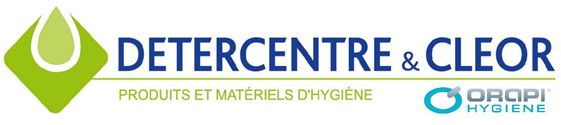 DETERCENTRE & CLEOR
PRODUITS ET MATÉRIELS D'HYGIÈNE
ORAPI
HYGIENE